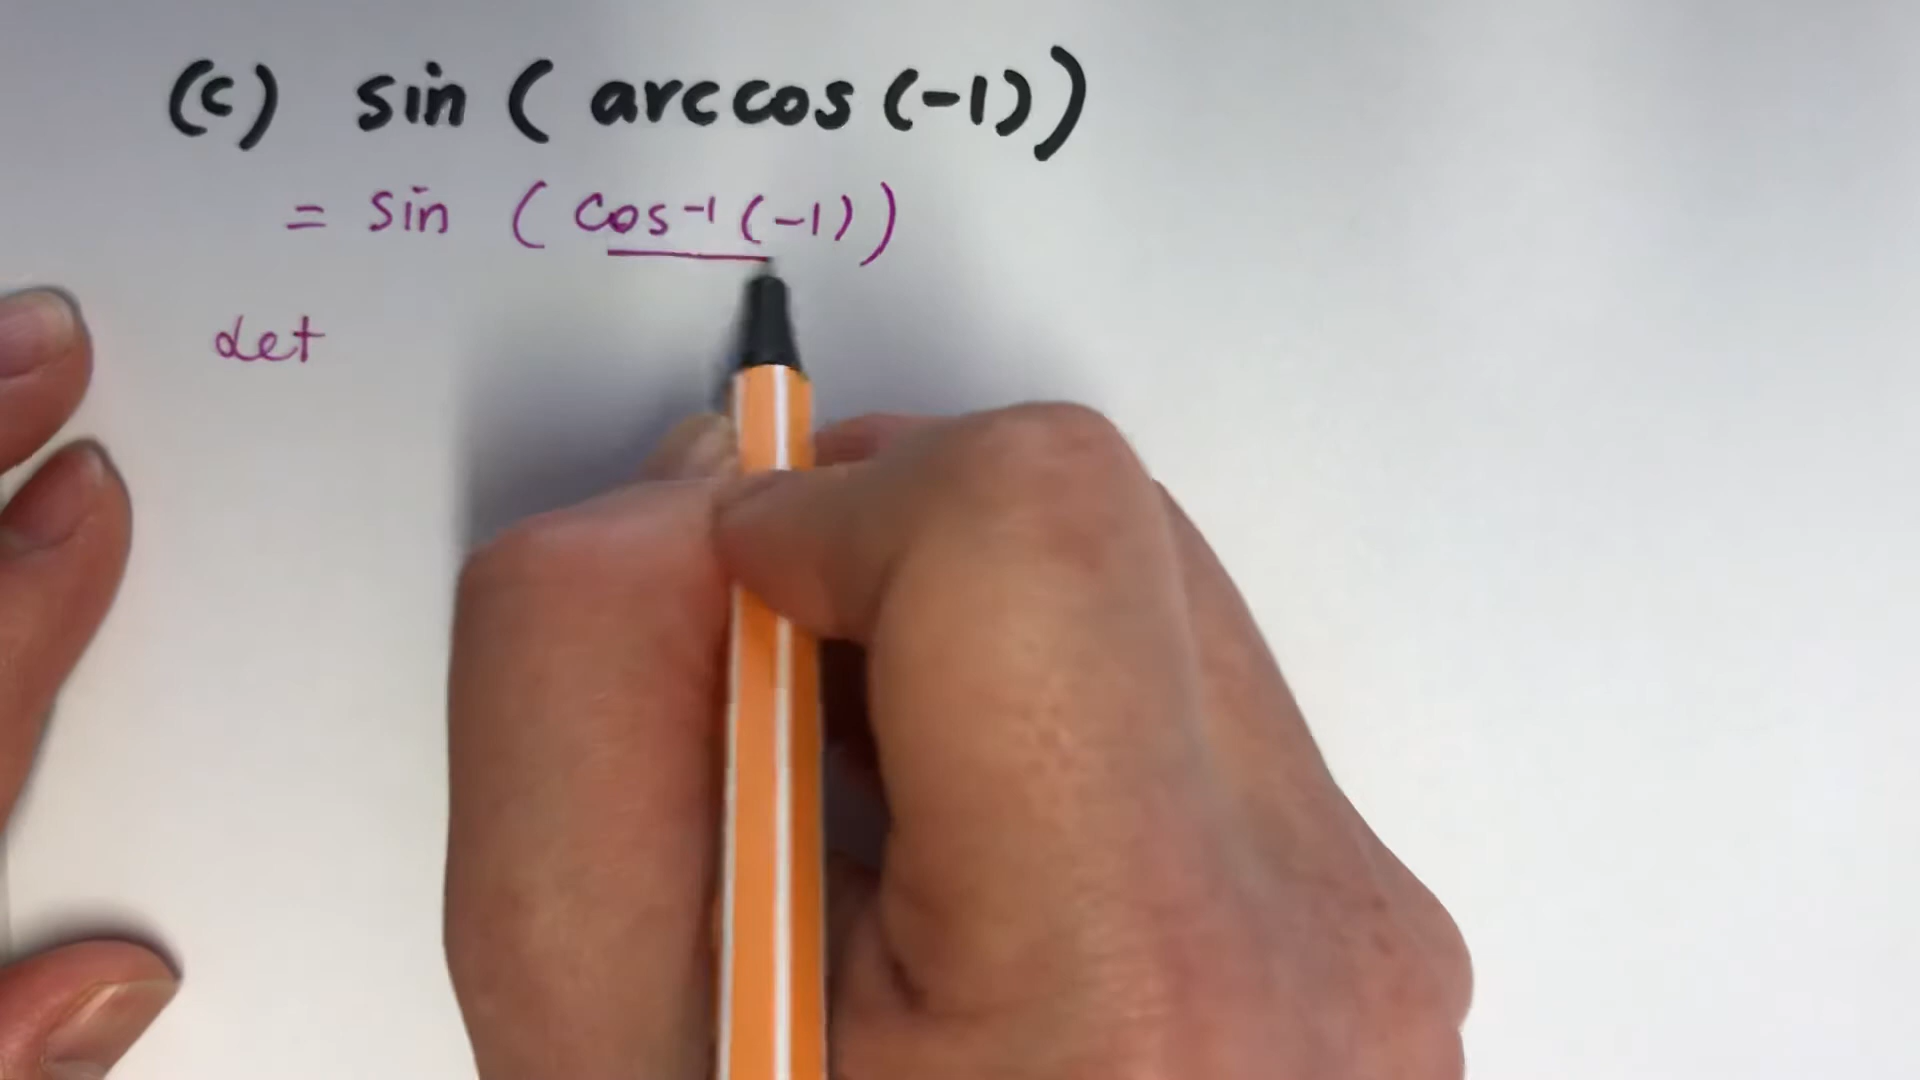 (c) sin (arccos (-1))
= sin (cos⁻¹ (-1))
Let